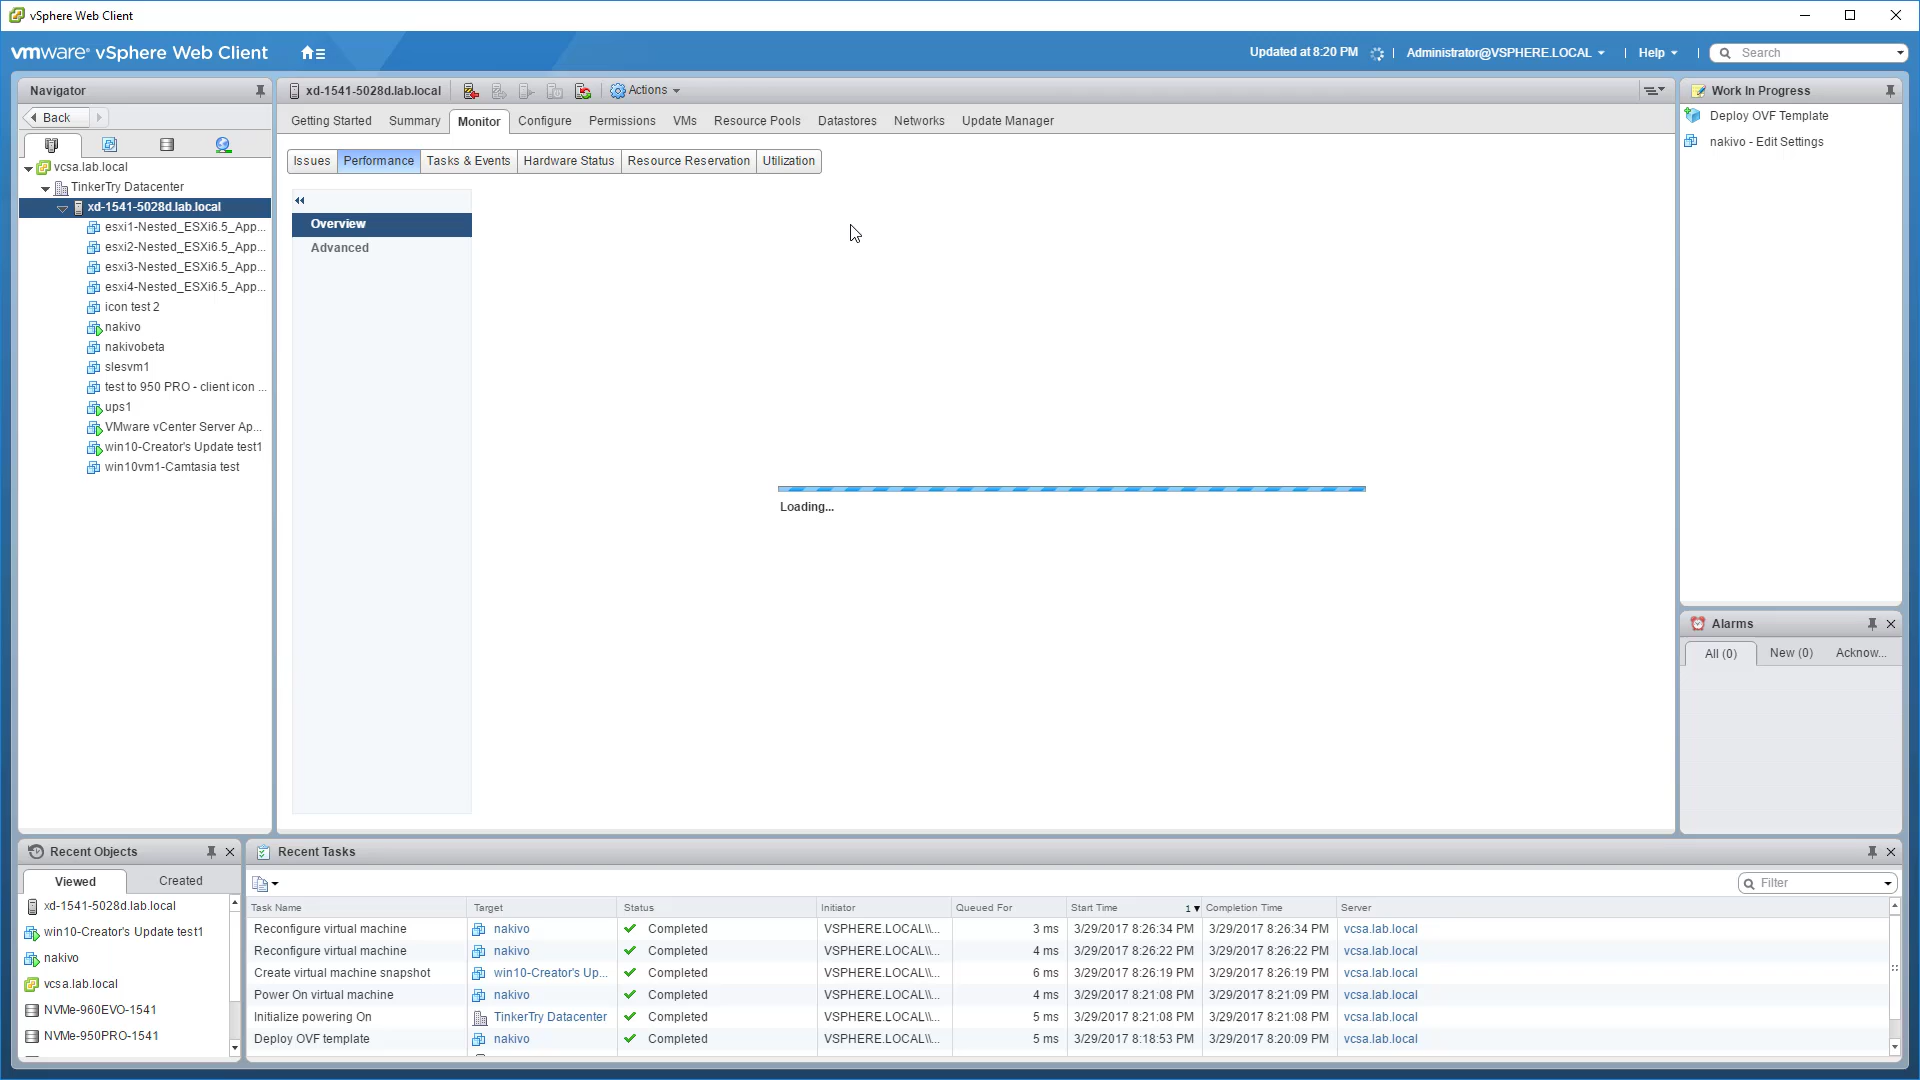 vSphere Web Client
vmware® vSphere Web Client
Updated at 8:20 PM
Administrator@VSPHERE.LOCAL
Help
Search
Navigator
Back
vcsa.lab.local
TinkerTry Datacenter
xd-1541-5028d.lab.local
esxi1-Nested_ESXi6.5_App...
esxi2-Nested_ESXi6.5_App...
esxi3-Nested_ESXi6.5_App...
esxi4-Nested_ESXi6.5_App...
icon test 2
nakivo
nakivobeta
slesvm1
test to 950 PRO - client icon ...
ups1
VMware vCenter Server Ap...
win10-Creator's Update test1
win10vm1-Camtasia test
xd-1541-5028d.lab.local
Actions
Getting Started Summary Monitor Configure Permissions VMs Resource Pools Datastores Networks Update Manager
Issues Performance Tasks & Events Hardware Status Resource Reservation Utilization
Overview
Advanced
Loading...
Work In Progress
Deploy OVF Template
nakivo - Edit Settings
Alarms
All (0) New (0) Acknow...
Recent Objects
Viewed Created
xd-1541-5028d.lab.local
win10-Creator's Update test1
nakivo
vcsa.lab.local
NVMe-960EVO-1541
NVMe-950PRO-1541
Recent Tasks
Filter
Task Name Target Status Initiator Queued For Start Time 1 Completion Time Server
Reconfigure virtual machine nakivo Completed VSPHERE.LOCAL\\... 3 ms 3/29/2017 8:26:34 PM 3/29/2017 8:26:34 PM vcsa.lab.local
Reconfigure virtual machine nakivo Completed VSPHERE.LOCAL\\... 4 ms 3/29/2017 8:26:22 PM 3/29/2017 8:26:22 PM vcsa.lab.local
Create virtual machine snapshot win10-Creator's Up... Completed VSPHERE.LOCAL\\... 6 ms 3/29/2017 8:26:19 PM 3/29/2017 8:26:19 PM vcsa.lab.local
Power On virtual machine nakivo Completed VSPHERE.LOCAL\\... 4 ms 3/29/2017 8:21:08 PM 3/29/2017 8:21:09 PM vcsa.lab.local
Initialize powering On TinkerTry Datacenter Completed VSPHERE.LOCAL\\... 5 ms 3/29/2017 8:21:08 PM 3/29/2017 8:21:08 PM vcsa.lab.local
Deploy OVF template nakivo Completed VSPHERE.LOCAL\\... 5 ms 3/29/2017 8:18:53 PM 3/29/2017 8:20:09 PM vcsa.lab.local